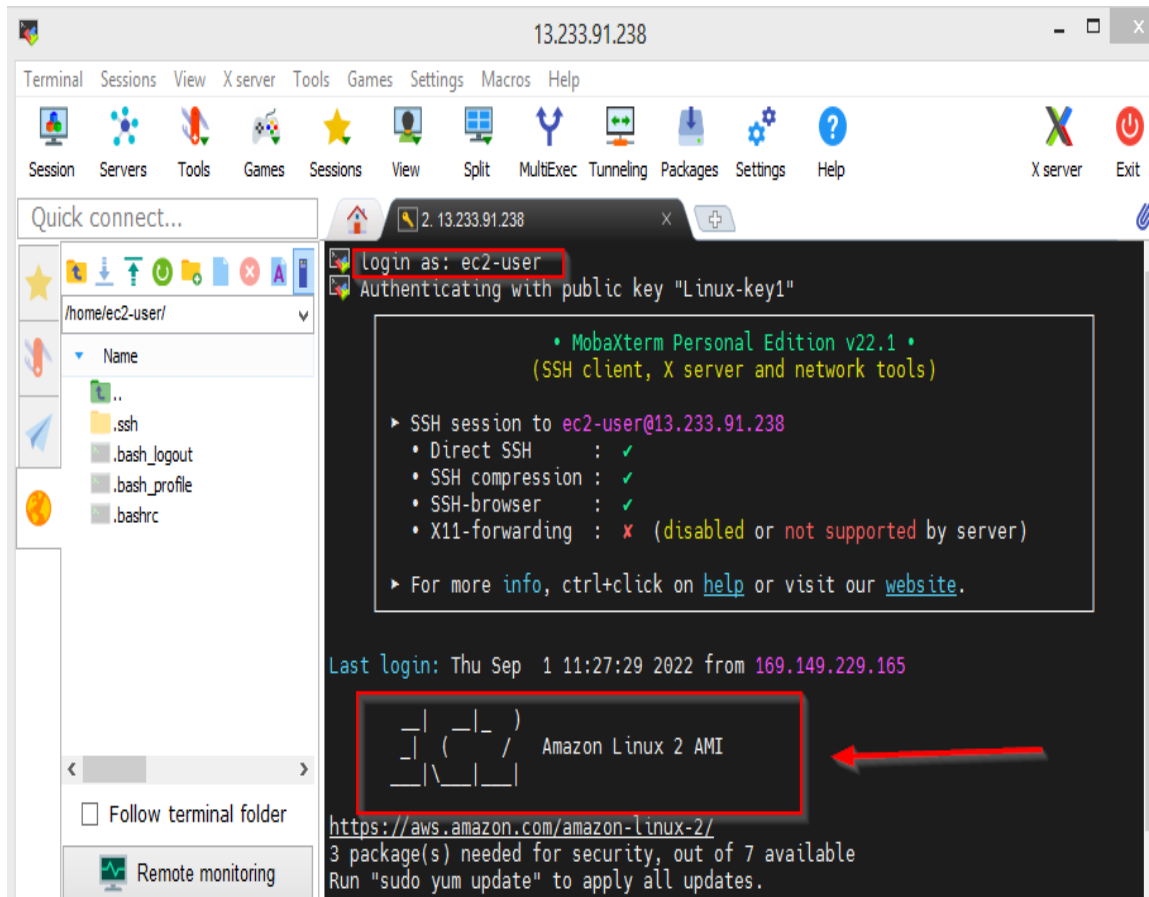 13.233.91.238
Terminal Sessions View X server Tools Games Settings Macros Help
Session Servers Tools Games Sessions View Split MultiExec Tunneling Packages Settings Help X server Exit
Quick connect...
2. 13.233.91.238
/home/ec2-user/
Name
..
.ssh
.bash_logout
.bash_profile
.bashrc
Follow terminal folder
Remote monitoring
login as: ec2-user
Authenticating with public key "Linux-key1"
• MobaXterm Personal Edition v22.1 •
(SSH client, X server and network tools)
➤ SSH session to ec2-user@13.233.91.238
• Direct SSH : ✔
• SSH compression : ✔
• SSH-browser : ✔
• X11-forwarding : ✘ (disabled or not supported by server)
➤ For more info, ctrl+click on help or visit our website.
Last login: Thu Sep 1 11:27:29 2022 from 169.149.229.165
__| __|_ )
_| ( / Amazon Linux 2 AMI
___|\___|___|
https://aws.amazon.com/amazon-linux-2/
3 package(s) needed for security, out of 7 available
Run "sudo yum update" to apply all updates.